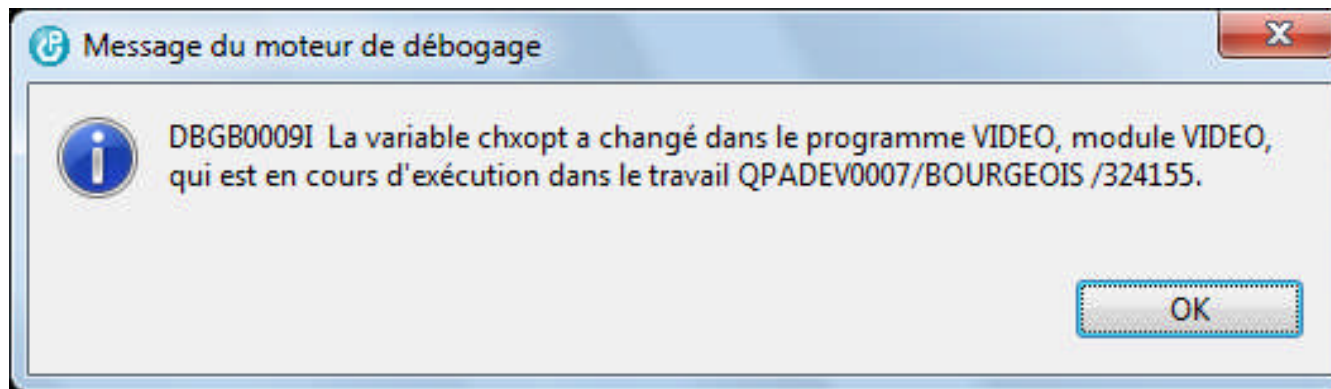 Message du moteur de débogage
DBGB0009I La variable chxopt a changé dans le programme VIDEO, module VIDEO,
qui est en cours d'exécution dans le travail QPADEV0007/BOURGEOIS /324155.
OK